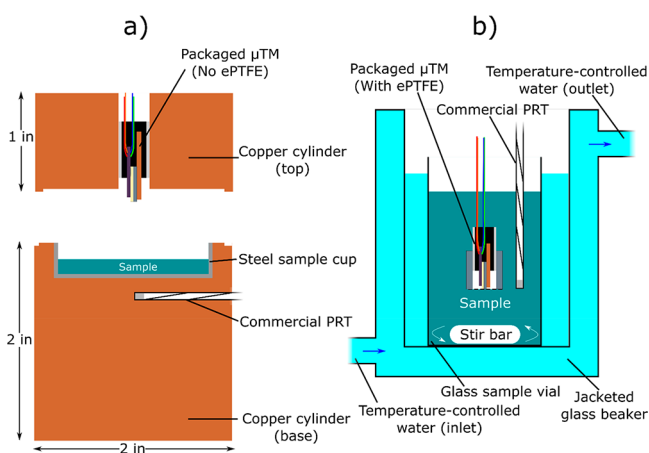 a)
Packaged µTM
(No ePTFE)
1 in
Copper cylinder
(top)
Steel sample cup
Sample
Commercial PRT
2 in
Copper cylinder
(base)
2 in
b)
Packaged µTM
(With ePTFE)
Temperature-controlled
water (outlet)
Commercial PRT
Sample
Stir bar
Glass sample vial
Jacketed
glass beaker
Temperature-controlled
water (inlet)